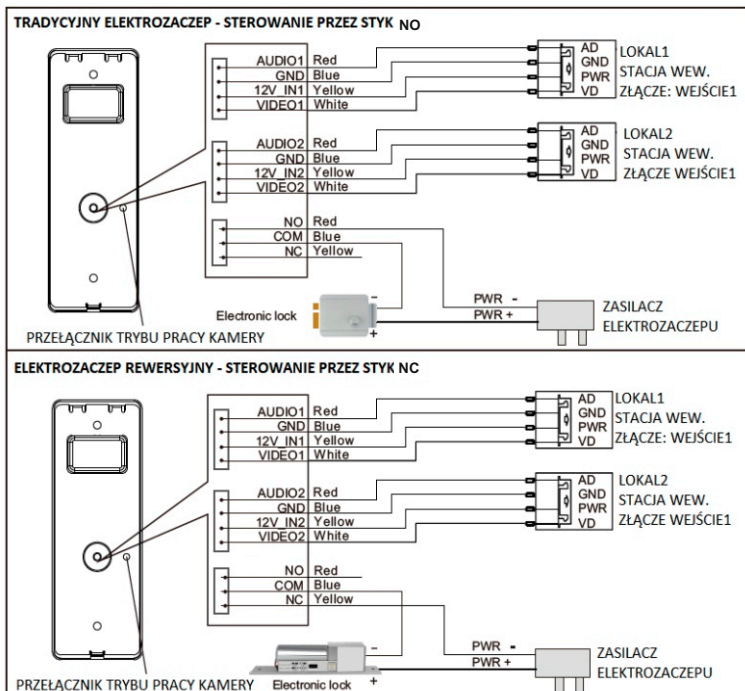 TRADYCYJNY ELEKTROZACZEP - STEROWANIE PRZEZ STYK NO
AUDIO1 Red
GND Blue
12V_IN1 Yellow
VIDEO1 White
AD
GND
PWR
VD
LOKAL1
STACJA WEW.
ZŁĄCZE: WEJŚCIE1
AUDIO2 Red
GND Blue
12V_IN2 Yellow
VIDEO2 White
AD
GND
PWR
VD
LOKAL2
STACJA WEW.
ZŁĄCZE WEJŚCIE1
NO Red
COM Blue
NC Yellow
Electronic lock
-
+
PWR -
PWR +
ZASILACZ
ELEKTROZACZEPU
PRZEŁĄCZNIK TRYBU PRACY KAMERY
ELEKTROZACZEP REWERSYJNY - STEROWANIE PRZEZ STYK NC
AUDIO1 Red
GND Blue
12V_IN1 Yellow
VIDEO1 White
AD
GND
PWR
VD
LOKAL1
STACJA WEW.
ZŁĄCZE: WEJŚCIE1
AUDIO2 Red
GND Blue
12V_IN2 Yellow
VIDEO2 White
AD
GND
PWR
VD
LOKAL2
STACJA WEW.
ZŁĄCZE WEJŚCIE1
NO Red
COM Blue
NC Yellow
-
+
PWR -
PWR +
ZASILACZ
ELEKTROZACZEPU
PRZEŁĄCZNIK TRYBU PRACY KAMERY
Electronic lock